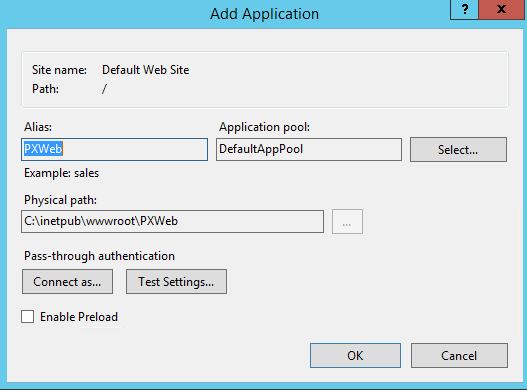 Add Application
? X
Site name: Default Web Site
Path: /
Alias: Application pool:
PXWeb DefaultAppPool Select...
Example: sales
Physical path:
C:\inetpub\wwwroot\PXWeb ...
Pass-through authentication
Connect as... Test Settings...
Enable Preload
OK Cancel